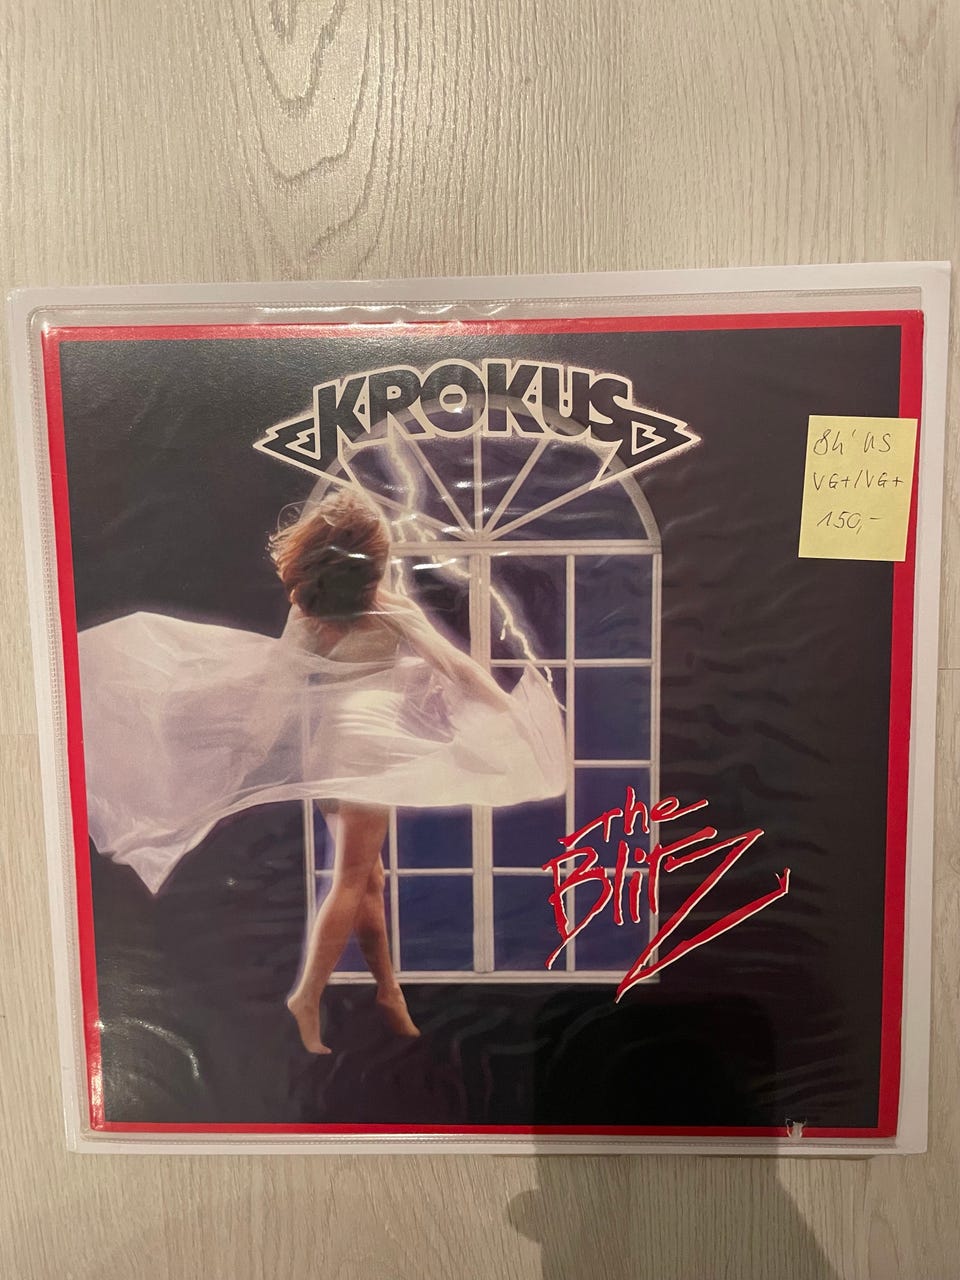 KROKUS
84' US
VG+/VG+
150,-
The
Blitz